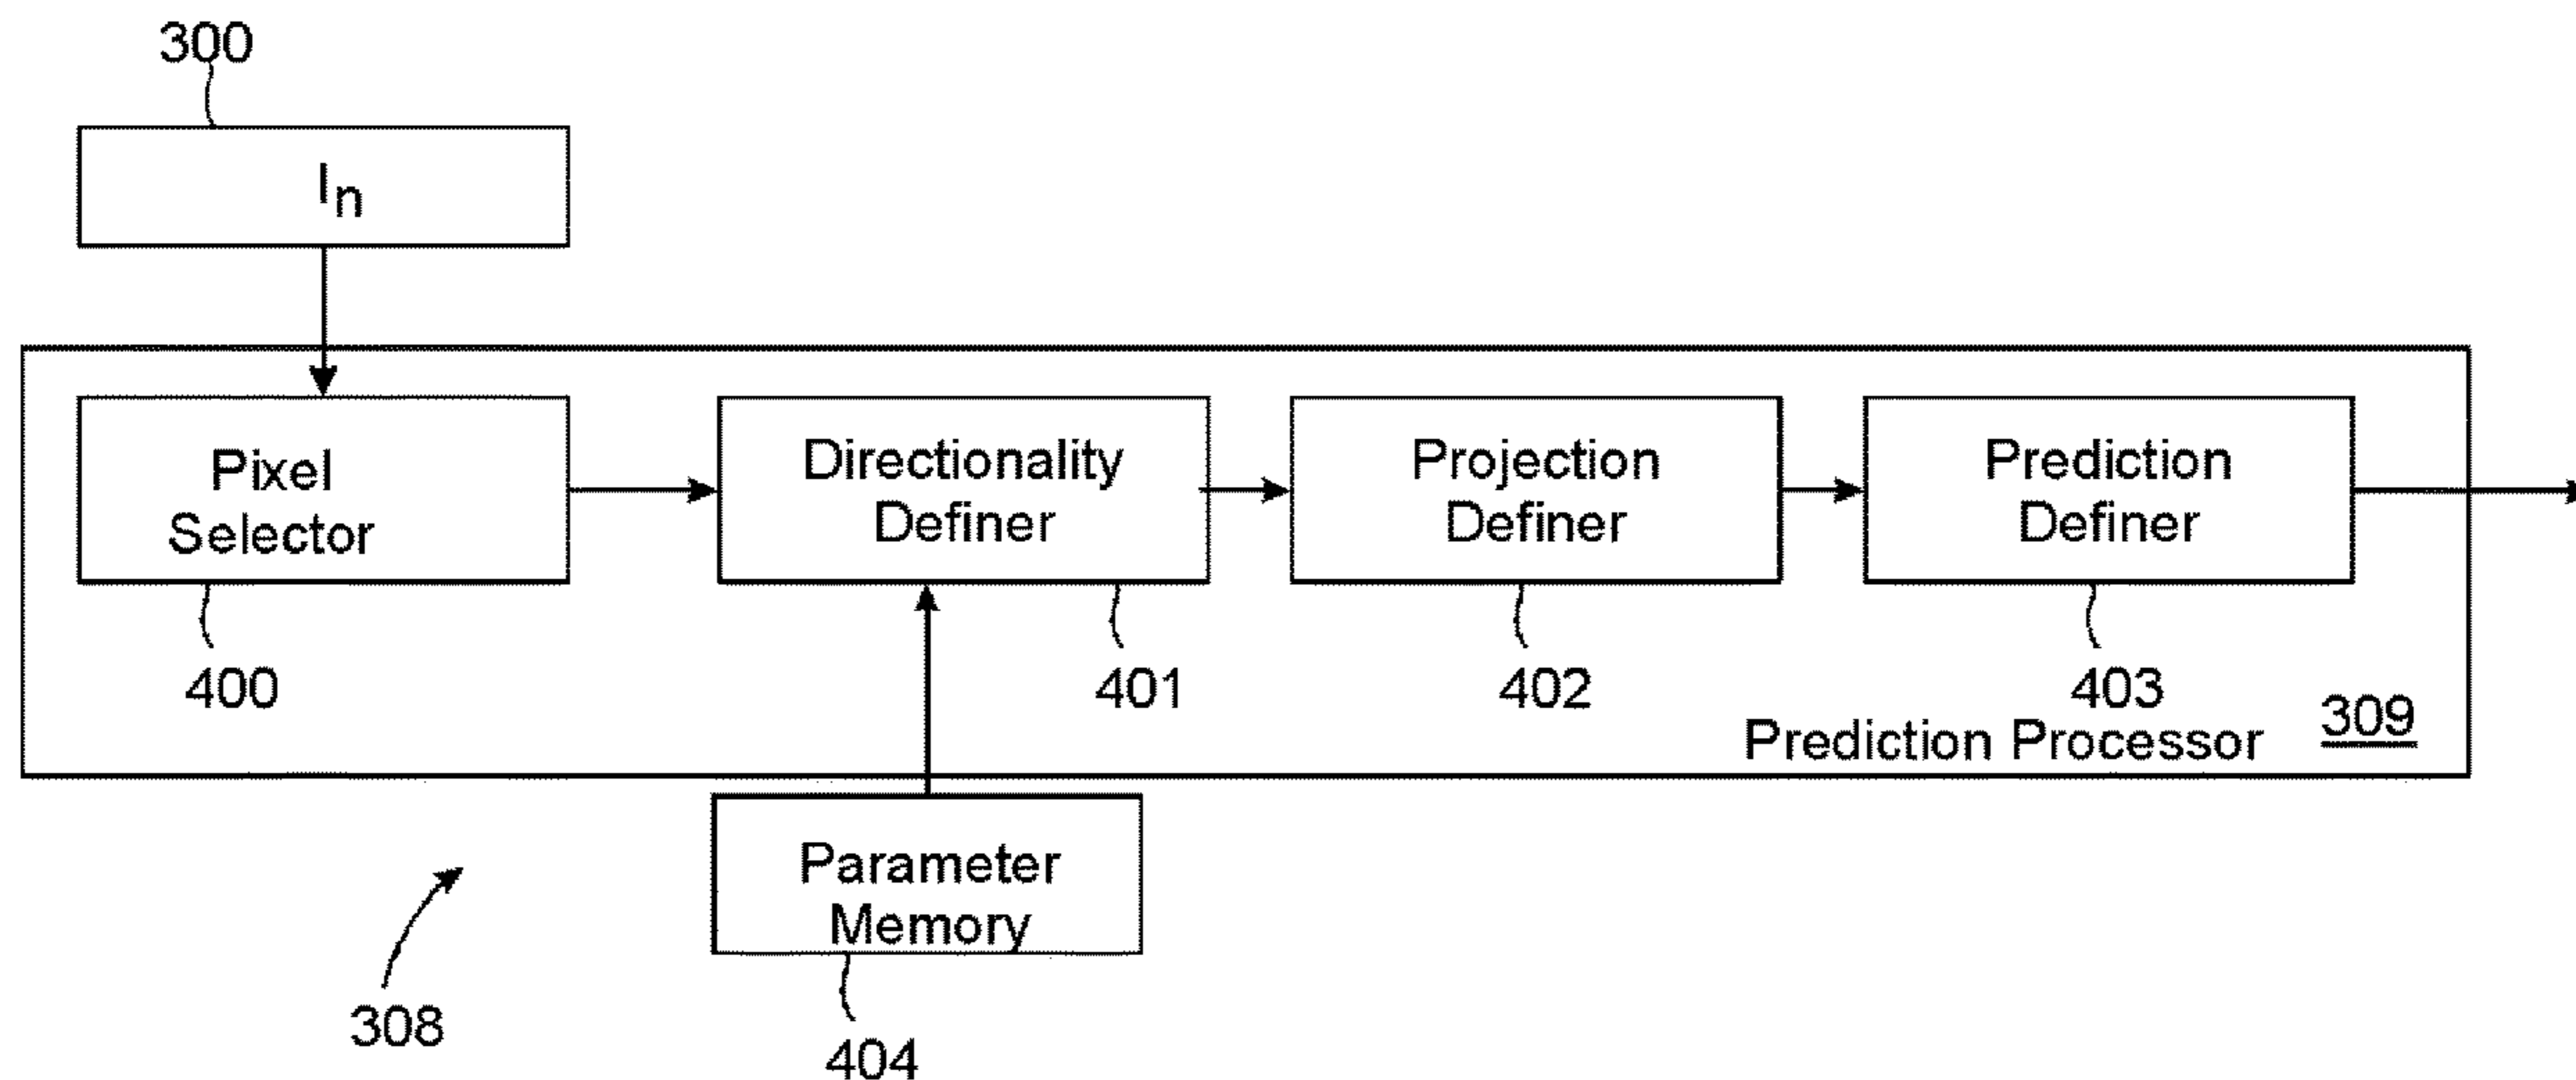 300
In
Pixel
Selector
Directionality
Definer
Projection
Definer
Prediction
Definer
400
401
402
403
309
Prediction Processor
Parameter
Memory
308
404